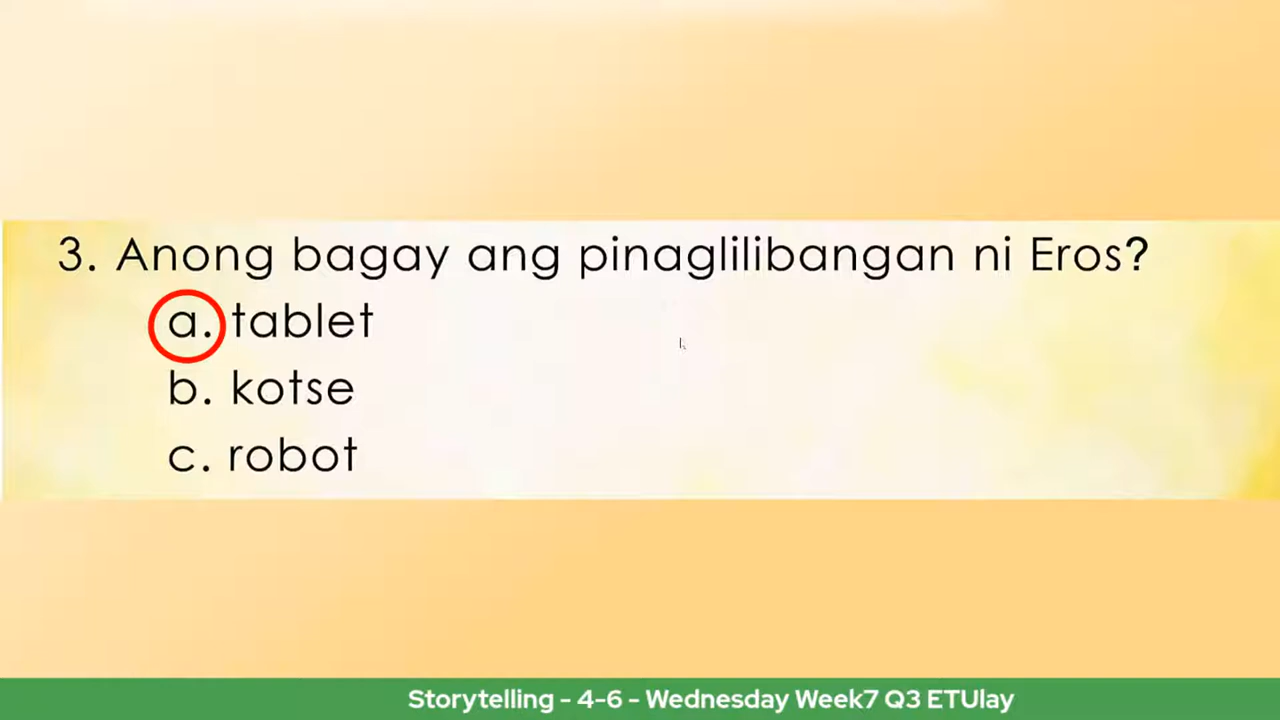 3. Anong bagay ang pinaglilibangan ni Eros?
a. tablet
b. kotse
c. robot
Storytelling - 4-6 - Wednesday Week7 Q3 ETUlay